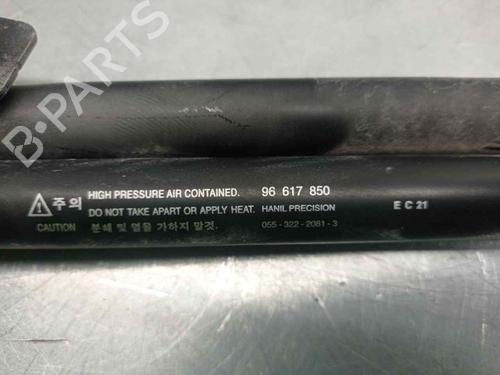 B-PARTS
주의 HIGH PRESSURE AIR CONTAINED. 96 617 850
DO NOT TAKE APART OR APPLY HEAT. HANIL PRECISION E C 21
CAUTION 분해 및 열을 가하지 말것. 055-322-2081-3